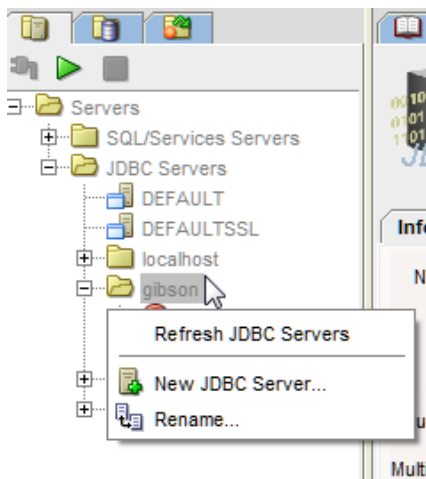 Servers
SQL/Services Servers
JDBC Servers
DEFAULT
DEFAULTSSL
localhost
gibson
Refresh JDBC Servers
New JDBC Server...
Rename...
Info
N
u
Multi